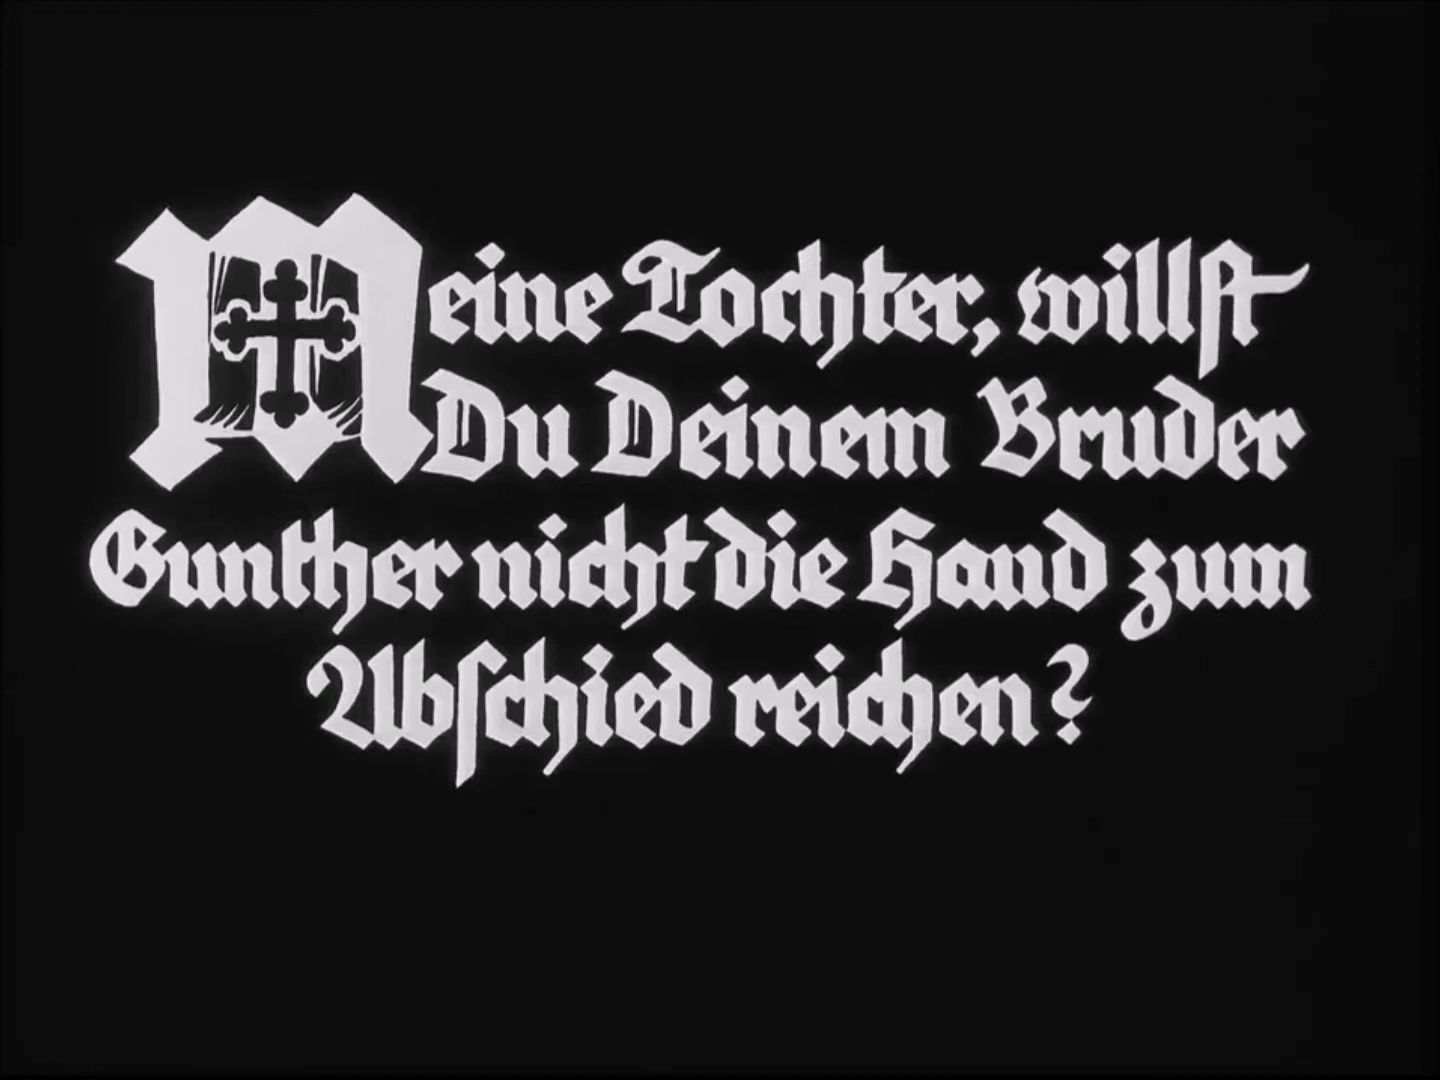 Meine Tochter, willſt
Du Deinem Bruder
Gunther nicht die Hand zum
Abſchied reichen?